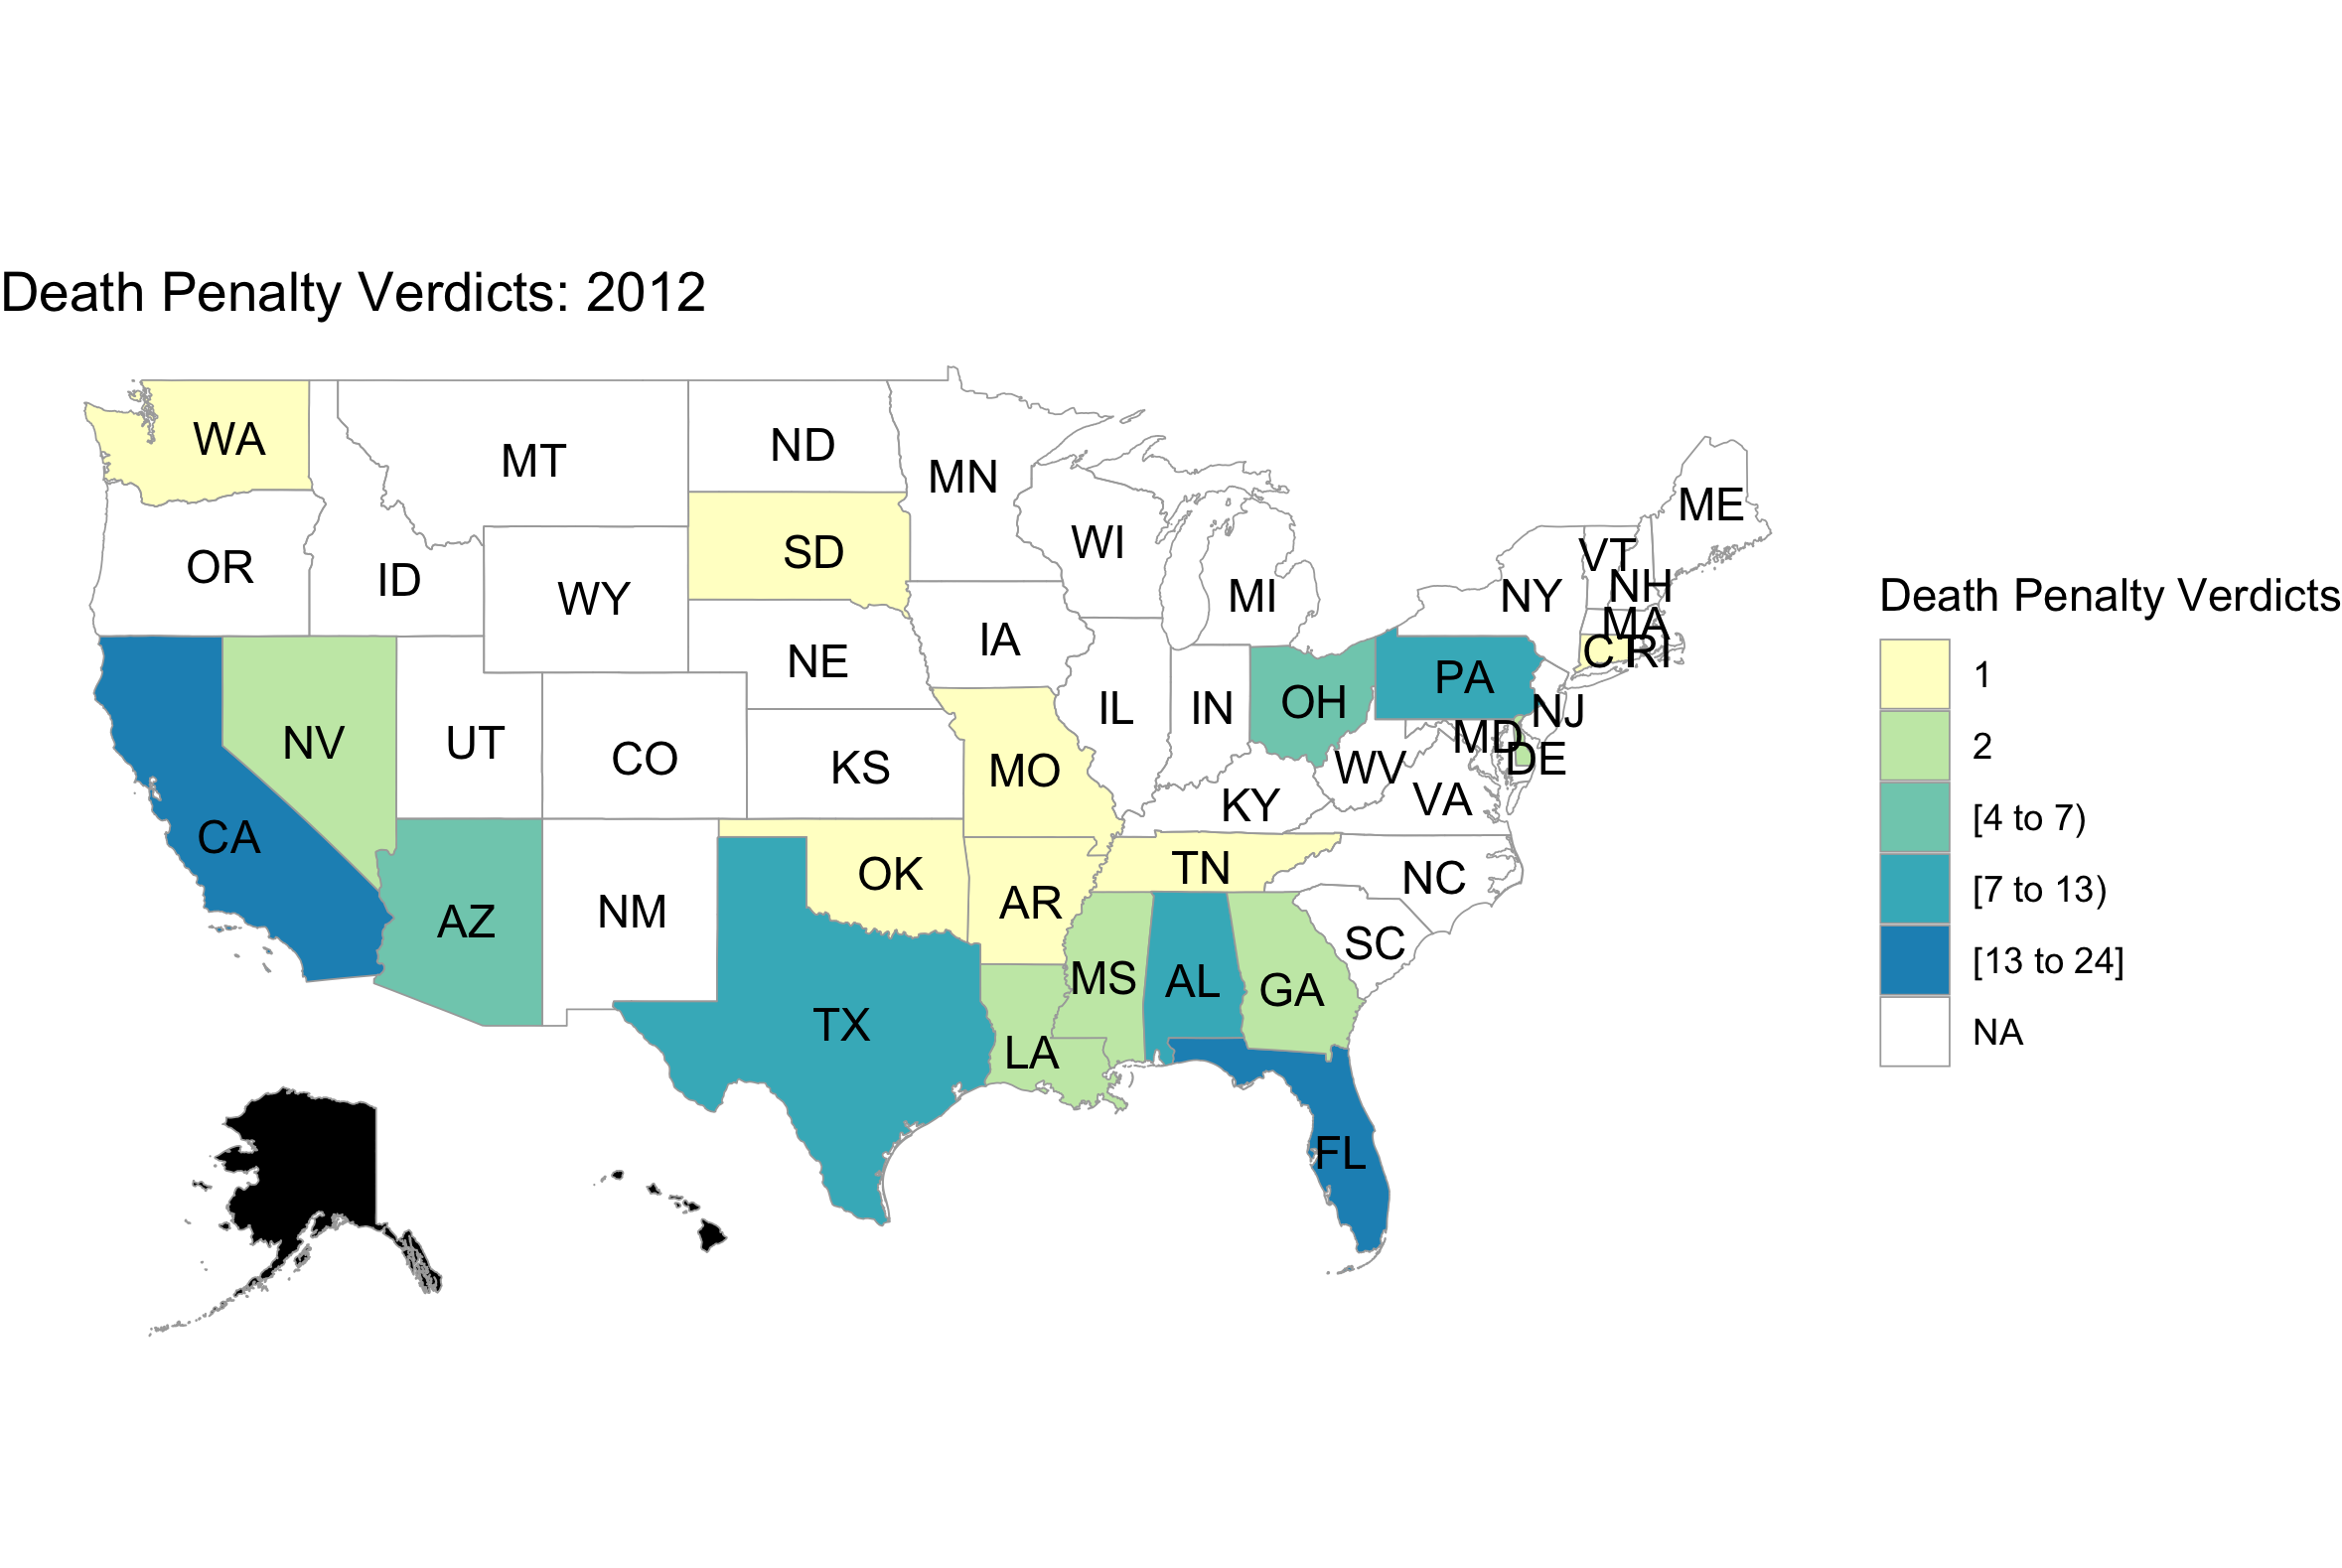 Death Penalty Verdicts: 2012
WA
MT
ND
MN
ME
OR
ID
WY
SD
WI
MI
NY
VT
NH
MA
CT
RI
NE
IA
PA
NV
UT
CO
KS
MO
IL
IN
OH
NJ
MD
DE
WV
VA
KY
CA
AZ
NM
OK
AR
TN
NC
SC
TX
LA
MS
AL
GA
FL
Death Penalty Verdicts
1
2
[4 to 7)
[7 to 13)
[13 to 24]
NA